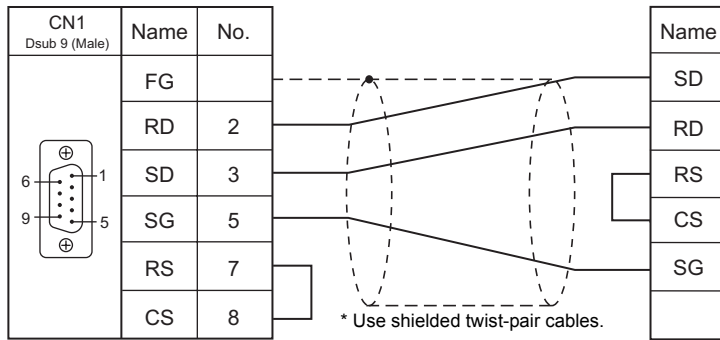 CN1
Dsub 9 (Male)
Name No.
FG
RD 2
SD 3
SG 5
RS 7
CS 8
6 1
9 5
* Use shielded twist-pair cables.
Name
SD
RD
RS
CS
SG